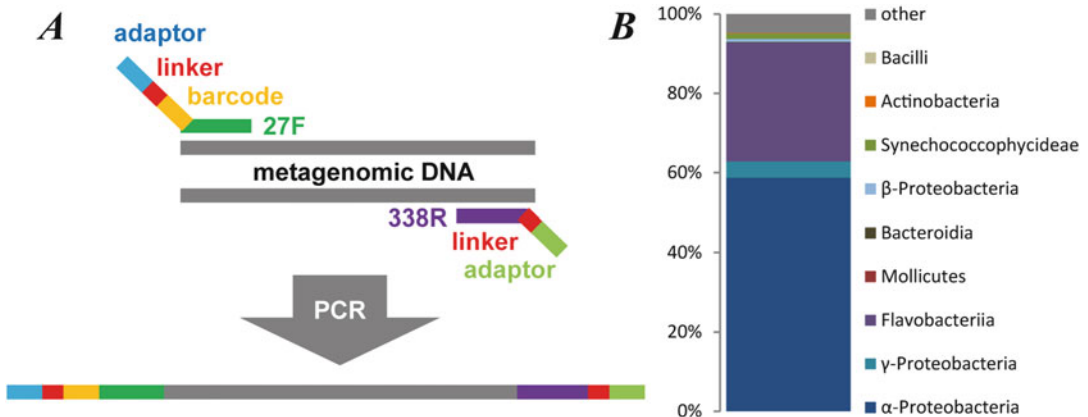 A
adaptor
linker
barcode
27F
metagenomic DNA
338R
linker
adaptor
PCR
B
100%
80%
60%
40%
20%
0%
other
Bacilli
Actinobacteria
Synechococcophycideae
β-Proteobacteria
Bacteroidia
Mollicutes
Flavobacteriia
γ-Proteobacteria
α-Proteobacteria